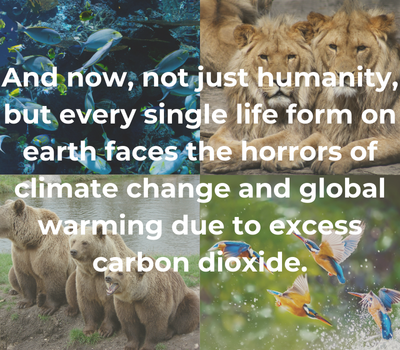 And now, not just humanity,
but every single life form on
earth faces the horrors of
climate change and global
warming due to excess
carbon dioxide.